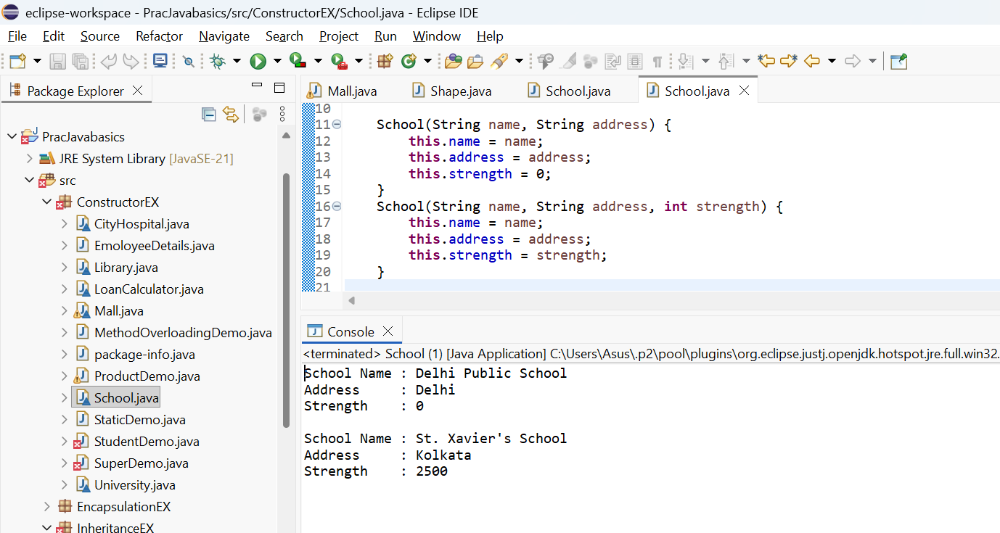 eclipse-workspace - PracJavabasics/src/ConstructorEX/School.java - Eclipse IDE
File Edit Source Refactor Navigate Search Project Run Window Help
Package Explorer
PracJavabasics
JRE System Library [JavaSE-21]
src
ConstructorEX
CityHospital.java
EmoloyeeDetails.java
Library.java
LoanCalculator.java
Mall.java
MethodOverloadingDemo.java
package-info.java
ProductDemo.java
School.java
StaticDemo.java
StudentDemo.java
SuperDemo.java
University.java
EncapsulationEX
InheritanceEX
Mall.java Shape.java School.java School.java
10
11 School(String name, String address) {
12 this.name = name;
13 this.address = address;
14 this.strength = 0;
15 }
16 School(String name, String address, int strength) {
17 this.name = name;
18 this.address = address;
19 this.strength = strength;
20 }
21
Console
<terminated> School (1) [Java Application] C:\Users\Asus\.p2\pool\plugins\org.eclipse.justj.openjdk.hotspot.jre.full.win32.
School Name : Delhi Public School
Address : Delhi
Strength : 0
School Name : St. Xavier's School
Address : Kolkata
Strength : 2500